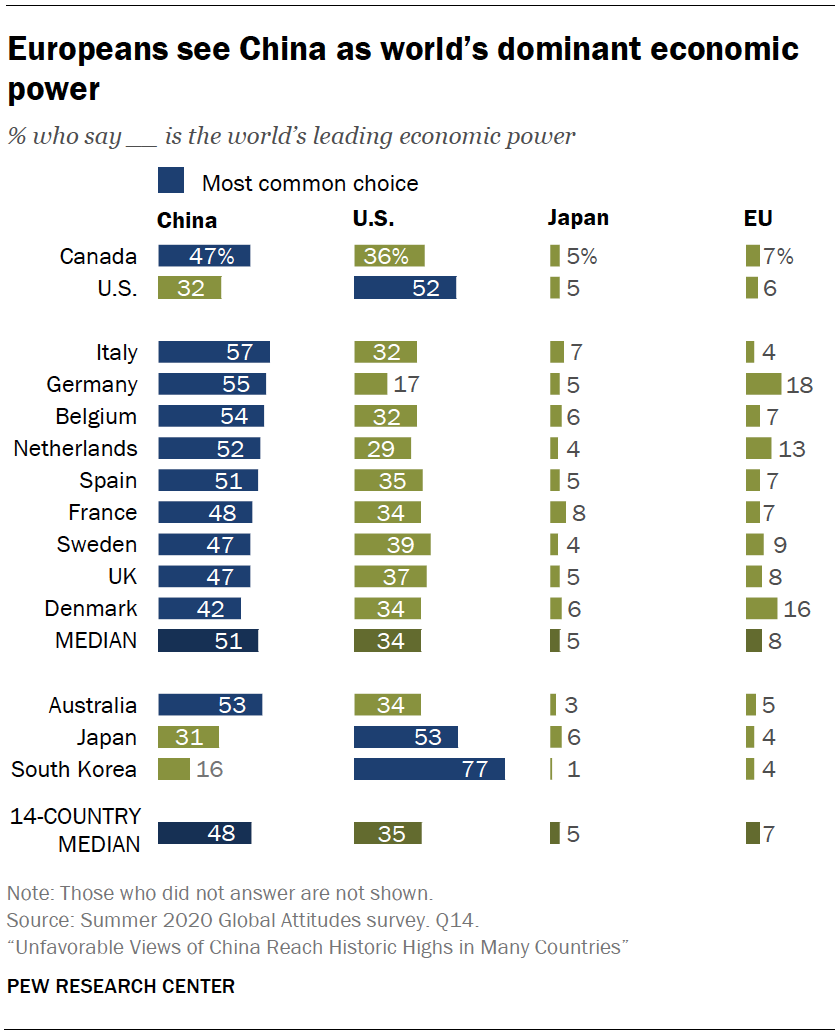 Europeans see China as world's dominant economic
power
% who say __ is the world's leading economic power
Most common choice
China U.S. Japan EU
Canada 47% 36% 5% 7%
U.S. 32 52 5 6
Italy 57 32 7 4
Germany 55 17 5 18
Belgium 54 32 6 7
Netherlands 52 29 4 13
Spain 51 35 5 7
France 48 34 8 7
Sweden 47 39 4 9
UK 47 37 5 8
Denmark 42 34 6 16
MEDIAN 51 34 5 8
Australia 53 34 3 5
Japan 31 53 6 4
South Korea 16 77 1 4
14-COUNTRY
MEDIAN 48 35 5 7
Note: Those who did not answer are not shown.
Source: Summer 2020 Global Attitudes survey. Q14.
“Unfavorable Views of China Reach Historic Highs in Many Countries”
PEW RESEARCH CENTER